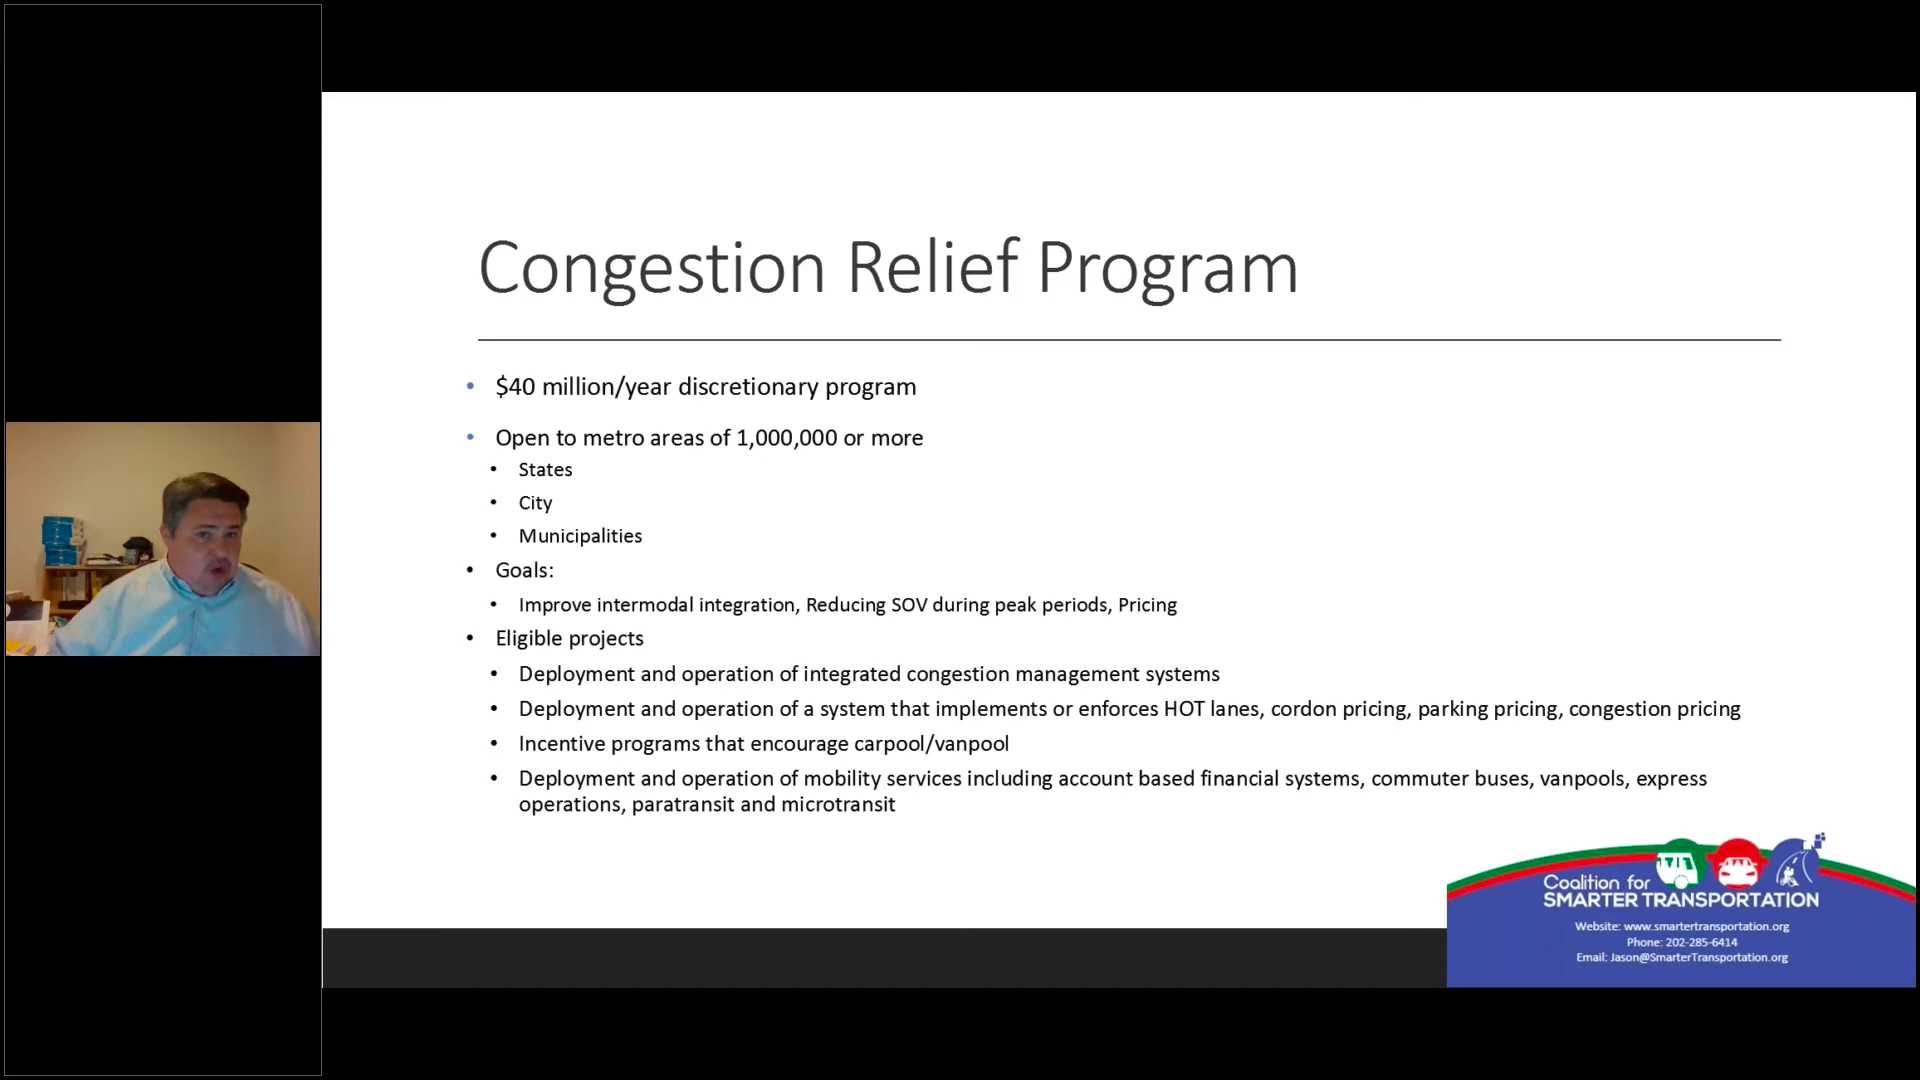 Congestion Relief Program
• $40 million/year discretionary program
• Open to metro areas of 1,000,000 or more
• States
• City
• Municipalities
• Goals:
• Improve intermodal integration, Reducing SOV during peak periods, Pricing
• Eligible projects
• Deployment and operation of integrated congestion management systems
• Deployment and operation of a system that implements or enforces HOT lanes, cordon pricing, parking pricing, congestion pricing
• Incentive programs that encourage carpool/vanpool
• Deployment and operation of mobility services including account based financial systems, commuter buses, vanpools, express
operations, paratransit and microtransit
Coalition for
SMARTER TRANSPORTATION
Website: www.smartertransportation.org
Phone: 202-285-6414
Email: Jason@SmarterTransportation.org